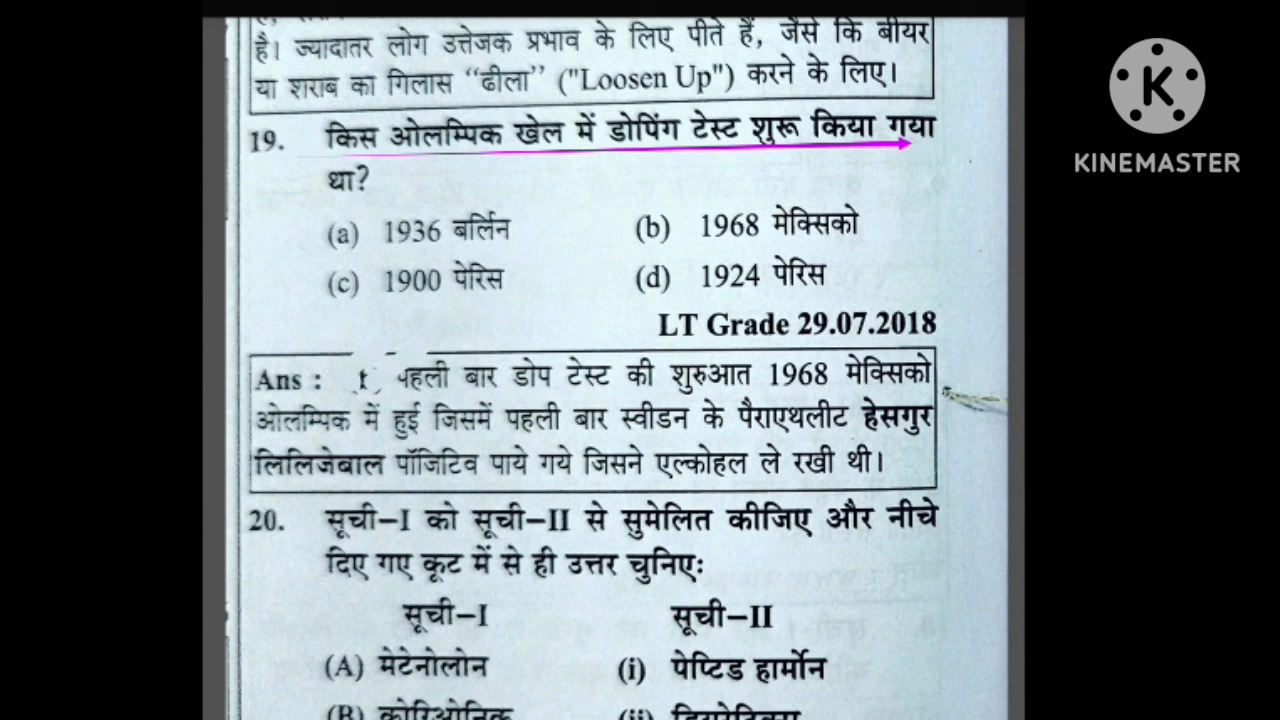 है। ज्यादातर लोग उत्तेजक प्रभाव के लिए पीते हैं, जैसे कि बीयर
या शराब का गिलास “ढीला” ("Loosen Up") करने के लिए।
19. किस ओलम्पिक खेल में डोपिंग टेस्ट शुरू किया गया
था?
(a) 1936 बर्लिन (b) 1968 मेक्सिको
(c) 1900 पेरिस (d) 1924 पेरिस
LT Grade 29.07.2018
Ans : पहली बार डोप टेस्ट की शुरुआत 1968 मेक्सिको
ओलम्पिक में हुई जिसमें पहली बार स्वीडन के पैराएथलीट हेसगुर
लिलिजेबाल पॉजिटिव पाये गये जिसने एल्कोहल ले रखी थी।
20. सूची–I को सूची–II से सुमेलित कीजिए और नीचे
दिए गए कूट में से ही उत्तर चुनिए:
सूची–I सूची–II
(A) मेटेनोलोन (i) पेप्टिड हार्मोन
(B) कोरिओनिक (ii)
K
KINEMASTER